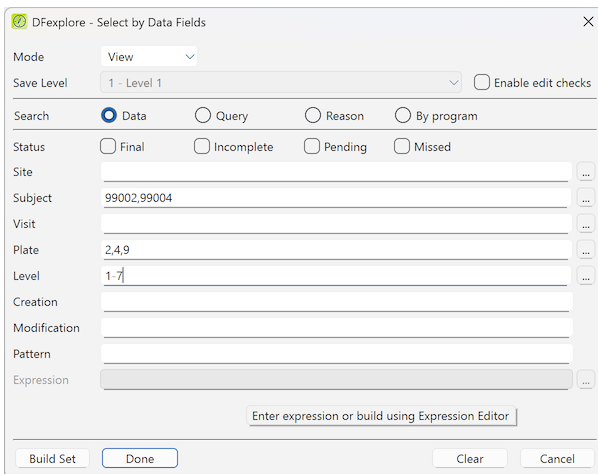 DFexplore - Select by Data Fields
Mode View
Save Level 1 - Level 1 Enable edit checks
Search Data Query Reason By program
Status Final Incomplete Pending Missed
Site ...
Subject 99002,99004 ...
Visit ...
Plate 2,4,9 ...
Level 1-7 ...
Creation
Modification
Pattern
Expression ...
Enter expression or build using Expression Editor
Build Set Done Clear Cancel